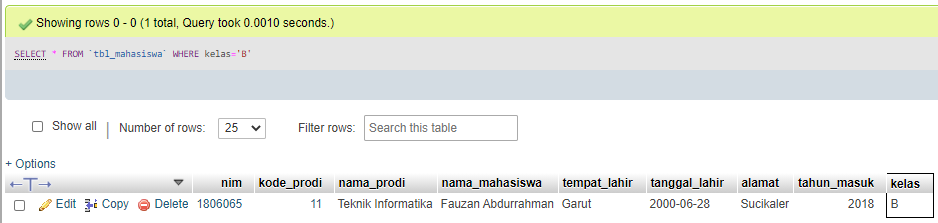 Showing rows 0 - 0 (1 total, Query took 0.0010 seconds.)
SELECT * FROM `tbl_mahasiswa` WHERE kelas='B'
Show all | Number of rows: 25 Filter rows: Search this table
+ Options
←T→ nim kode_prodi nama_prodi nama_mahasiswa tempat_lahir tanggal_lahir alamat tahun_masuk kelas
Edit Copy Delete 1806065 11 Teknik Informatika Fauzan Abdurrahman Garut 2000-06-28 Sucikaler 2018 B